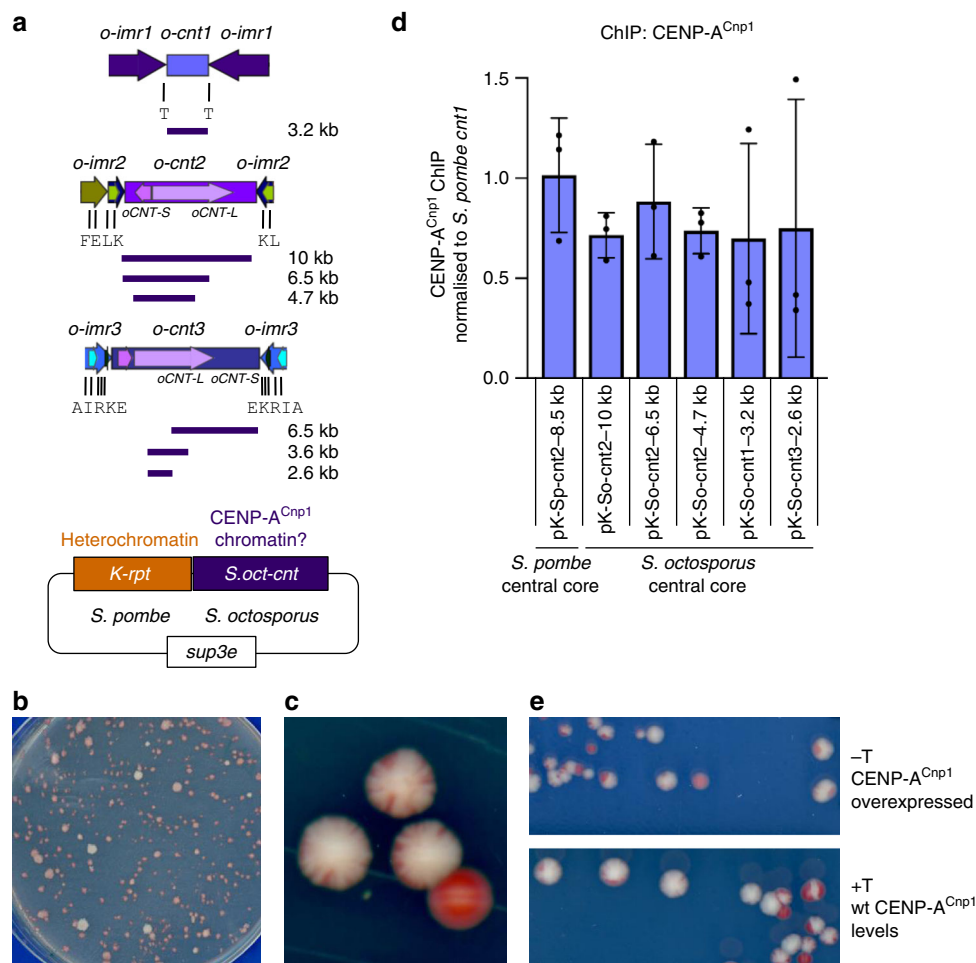 a
o-imr1 o-cnt1 o-imr1
T T
3.2 kb
o-imr2 o-cnt2 o-imr2
oCNT-S oCNT-L
FELK KL
10 kb
6.5 kb
4.7 kb
o-imr3 o-cnt3 o-imr3
oCNT-L oCNT-S
AIRKE EKRIA
6.5 kb
3.6 kb
2.6 kb
CENP-A^Cnp1
Heterochromatin chromatin?
K-rpt S.oct-cnt
S. pombe S. octosporus
sup3e
d
ChIP: CENP-A^Cnp1
CENP-A^Cnp1 ChIP
normalised to S. pombe cnt1
1.5
1.0
0.5
0.0
pK-Sp-cnt2–8.5 kb
pK-So-cnt2–10 kb
pK-So-cnt2–6.5 kb
pK-So-cnt2–4.7 kb
pK-So-cnt1–3.2 kb
pK-So-cnt3–2.6 kb
S. pombe S. octosporus
central core central core
b
c
e
–T
CENP-A^Cnp1
overexpressed
+T
wt CENP-A^Cnp1
levels